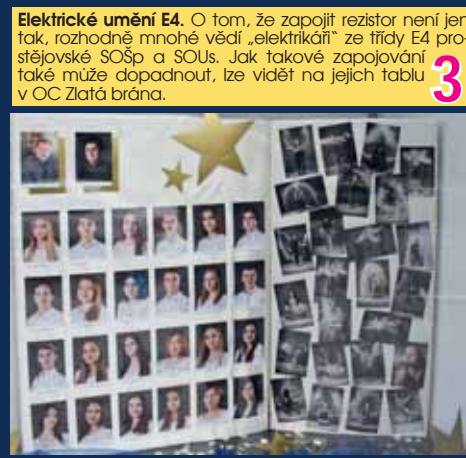 Elektrické umění E4. O tom, že zapojit rezistor není jen
tak, rozhodně mnohé vědí „elektrikáři" ze třídy E4 pro-
stějovské SOŠp a SOUs. Jak takové zapojování
také může dopadnout, lze vidět na jejich tablu
v OC Zlatá brána.
3